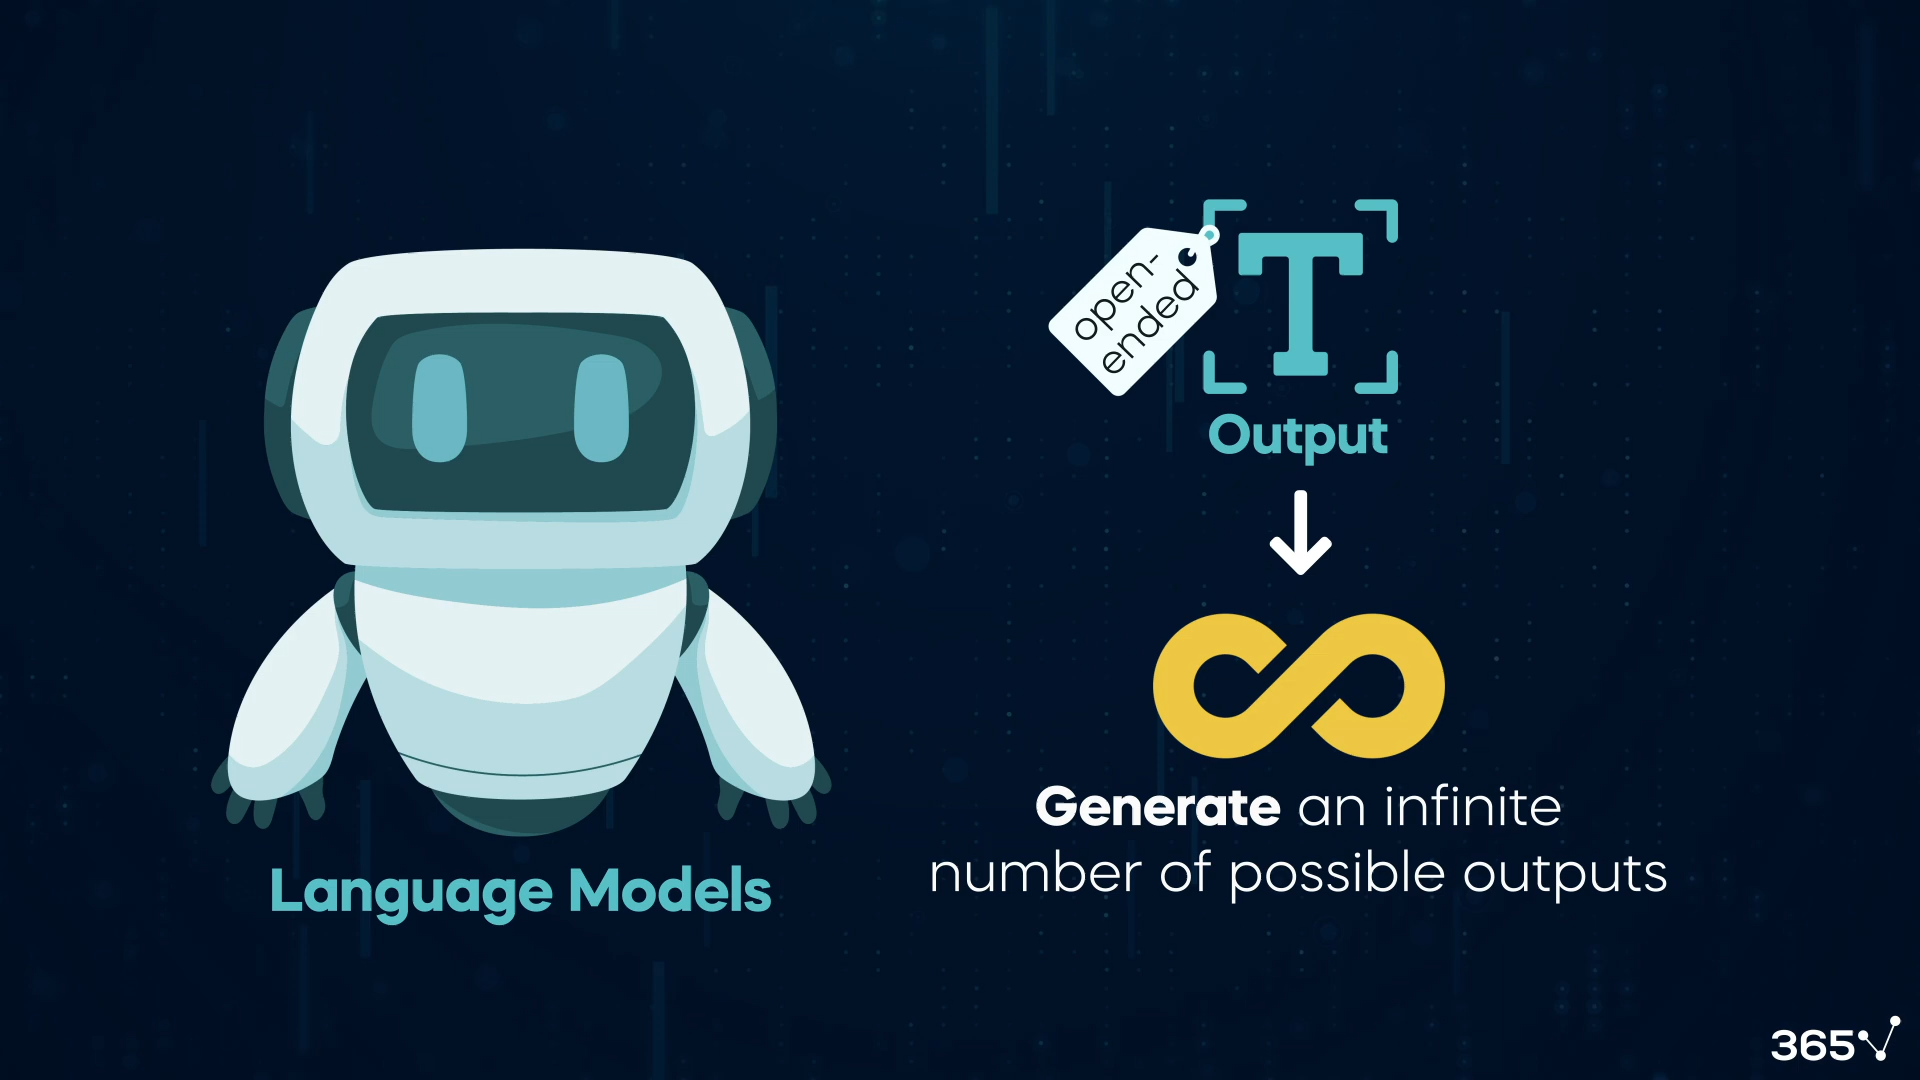 open-
ended
T
Output
Generate an infinite
number of possible outputs
Language Models
365